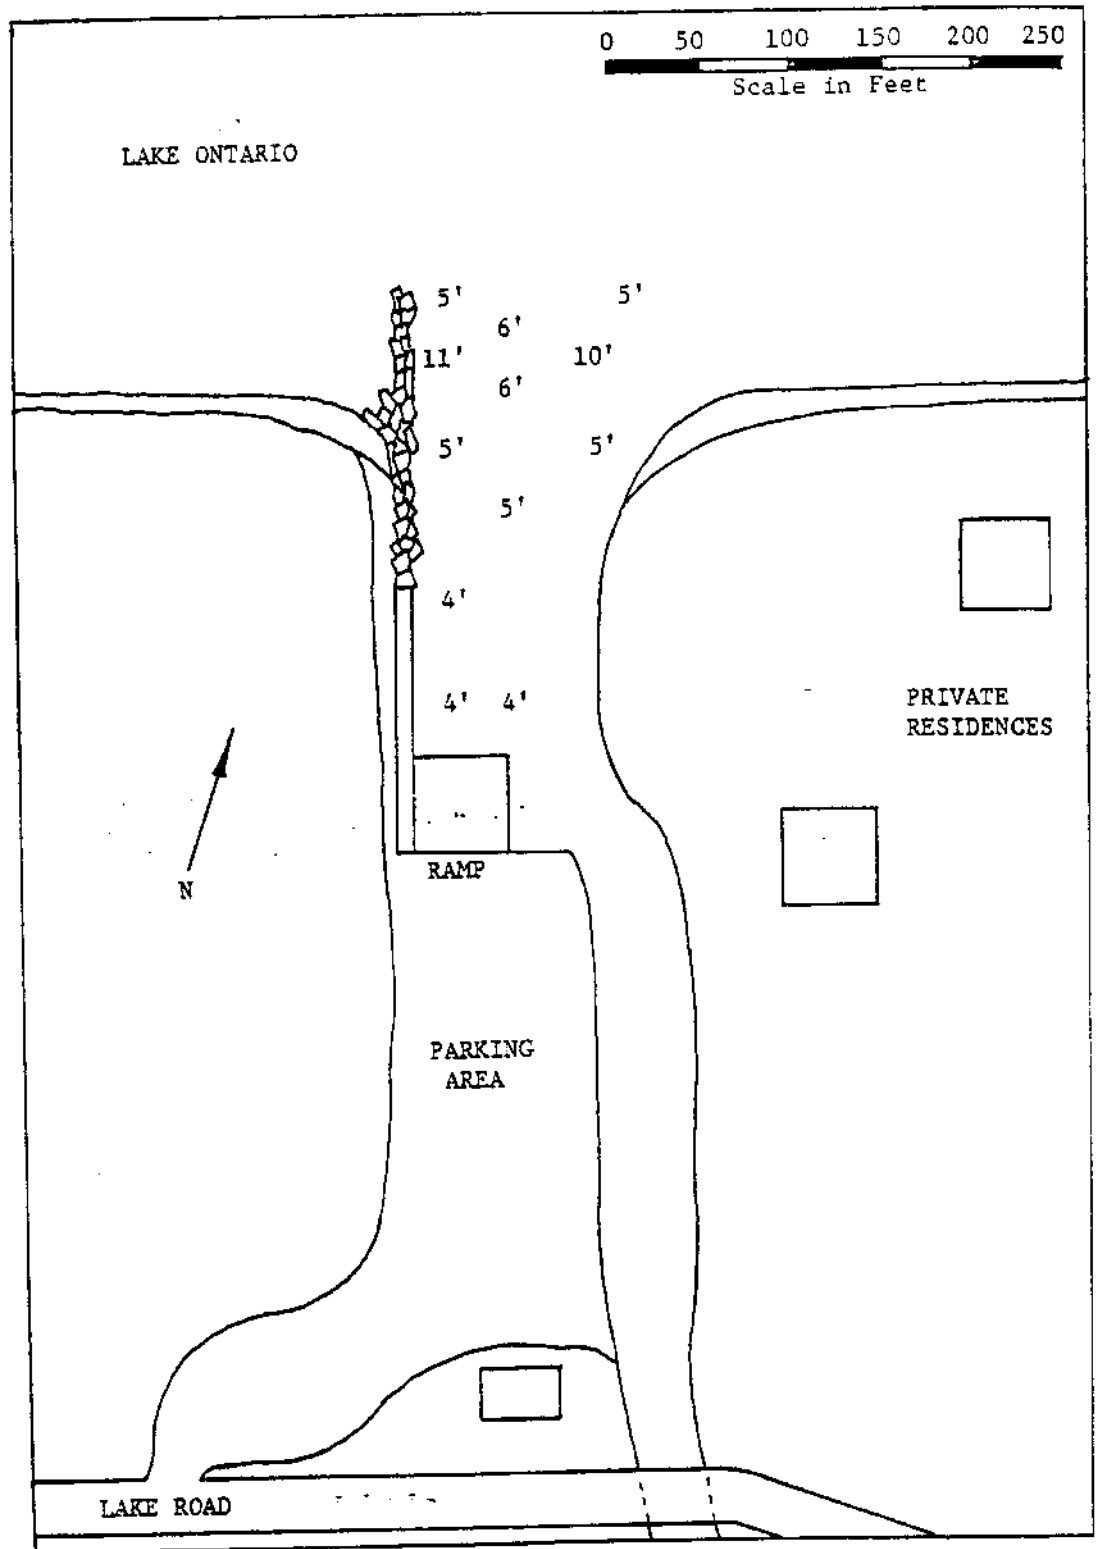 0 50 100 150 200 250
Scale in Feet
LAKE ONTARIO
5' 5'
6'
11' 10'
6'
5' 5'
5'
4'
4' 4'
PRIVATE
RESIDENCES
N
RAMP
PARKING
AREA
LAKE ROAD